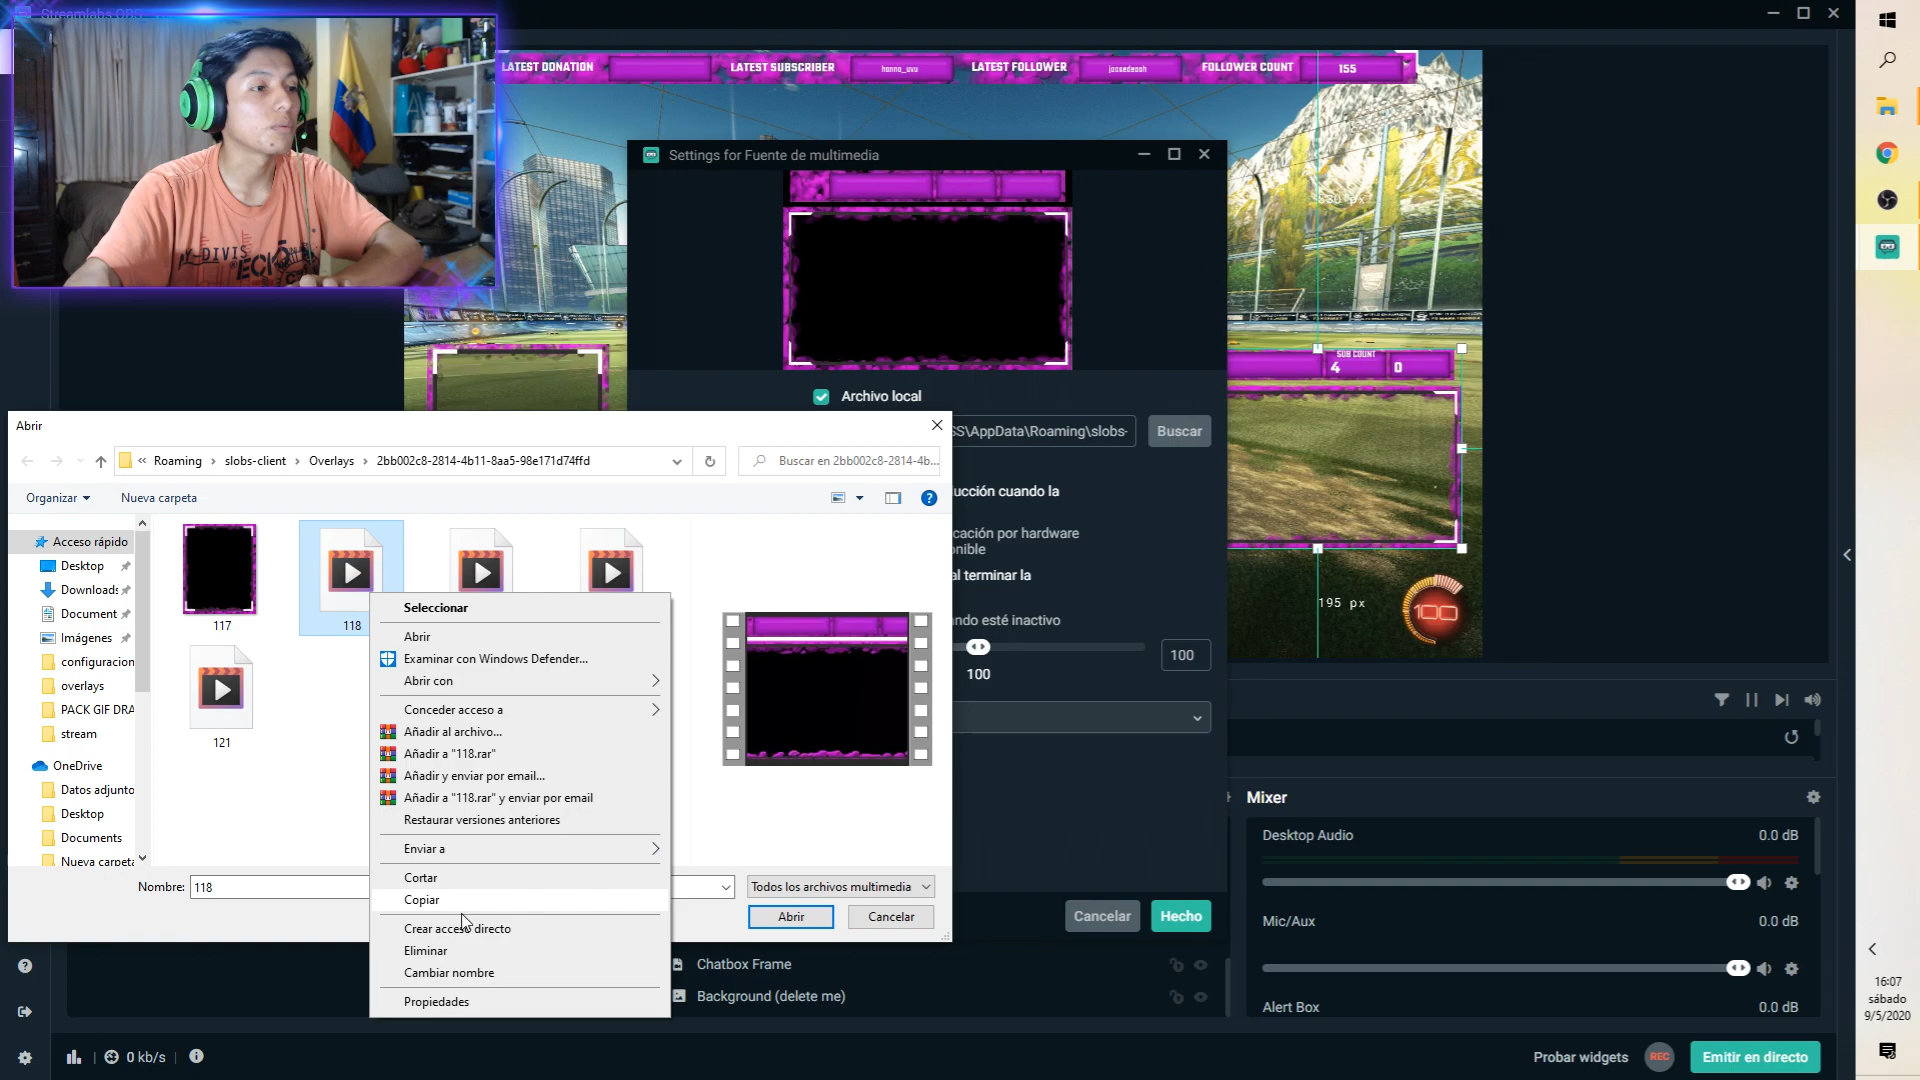 Streamlabs OBS
LATEST DONATION
LATEST SUBSCRIBER
hanna_uvu
LATEST FOLLOWER
joosedeooh
FOLLOWER COUNT
155
Settings for Fuente de multimedia
SUB COUNT
4
0
Archivo local
SS\AppData\Roaming\slobs-
Buscar
ucción cuando la
cación por hardware
onible
al terminar la
ndo esté inactivo
100
100
195 px
100
Abrir
« Roaming > slobs-client > Overlays > 2bb002c8-2814-4b11-8aa5-98e171d74ffd
Buscar en 2bb002c8-2814-4b...
Organizar
Nueva carpeta
Acceso rápido
Desktop
Downloads
Document
Imágenes
configuracion
overlays
PACK GIF DRA
stream
OneDrive
Datos adjunto
Desktop
Documents
Nueva carpeta
117
118
121
Seleccionar
Abrir
Examinar con Windows Defender...
Abrir con
Conceder acceso a
Añadir al archivo...
Añadir a "118.rar"
Añadir y enviar por email...
Añadir a "118.rar" y enviar por email
Restaurar versiones anteriores
Enviar a
Cortar
Copiar
Crear acceso directo
Eliminar
Cambiar nombre
Propiedades
Nombre:
118
Todos los archivos multimedia
Abrir
Cancelar
Cancelar
Hecho
Chatbox Frame
Background (delete me)
Mixer
Desktop Audio
0.0 dB
Mic/Aux
0.0 dB
Alert Box
0.0 dB
0 kb/s
Probar widgets
REC
Emitir en directo
16:07
sábado
9/5/2020